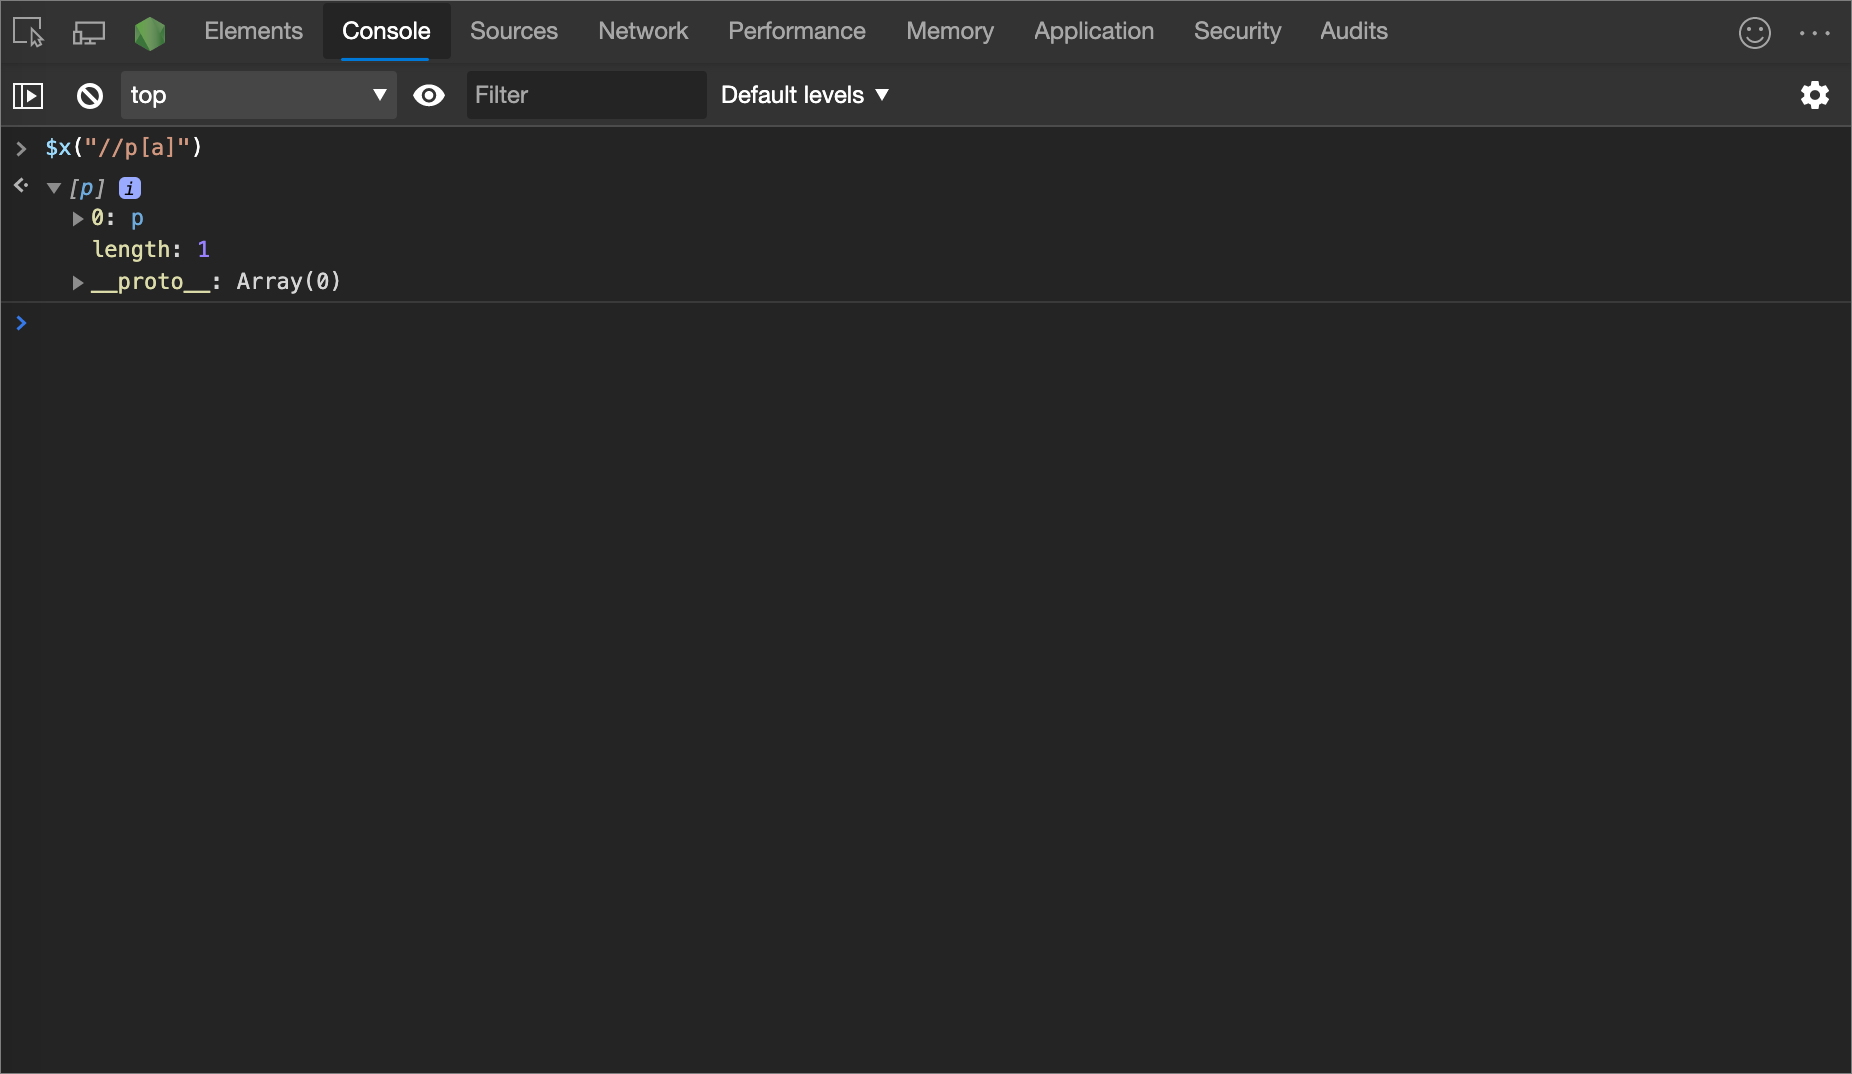 Elements Console Sources Network Performance Memory Application Security Audits
top Filter Default levels
$x("//p[a]")
[p] i
0: p
length: 1
__proto__: Array(0)